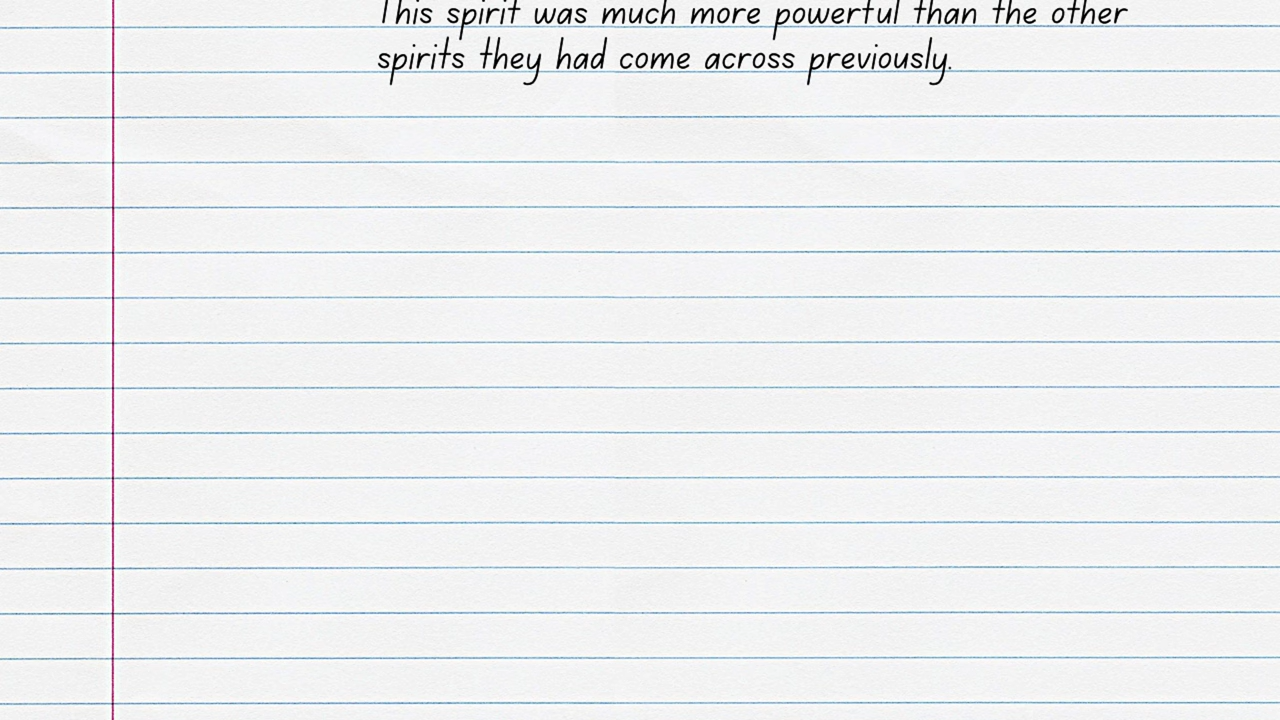 This spirit was much more powerful than the other
spirits they had come across previously.